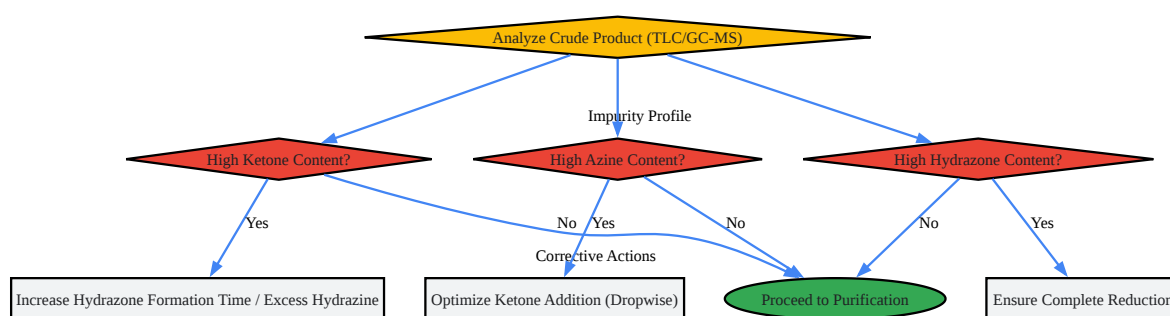 Analyze Crude Product (TLC/GC-MS)
Impurity Profile
High Ketone Content?
High Azine Content?
High Hydrazone Content?
Yes
No
Yes
No
No
Yes
Corrective Actions
Increase Hydrazone Formation Time / Excess Hydrazine
Optimize Ketone Addition (Dropwise)
Proceed to Purification
Ensure Complete Reduction